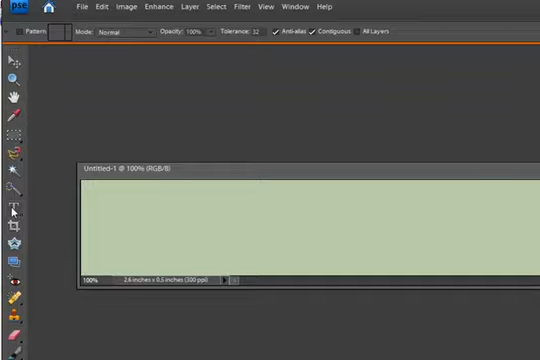 pse File Edit Image Enhance Layer Select Filter View Window Help
Pattern Mode: Normal Opacity: 100% Tolerance: 32 Anti-alias Contiguous All Layers
T
Untitled-1 @ 100% (RGB/8)
100% 2.6 inches x 0.5 inches (300 ppi)